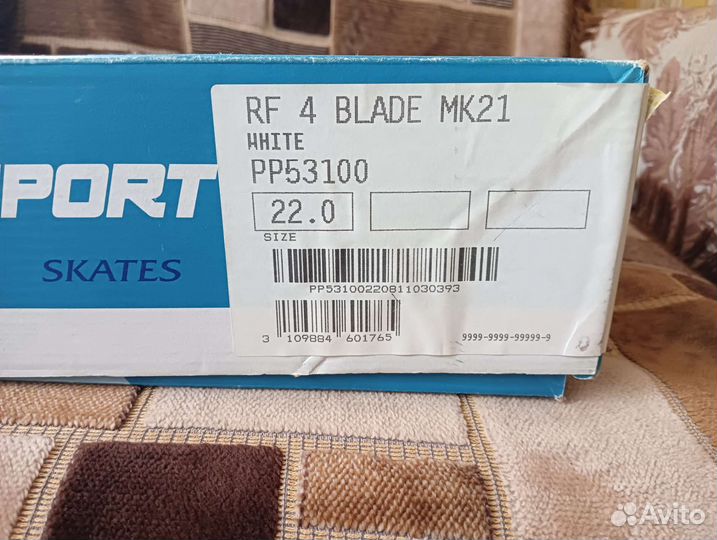 RF 4 BLADE MK21
WHITE
PP53100
22.0
SIZE
PP53100220811030393
3 109884 601765
9999-9999-99999-9
PORT
SKATES
Avito